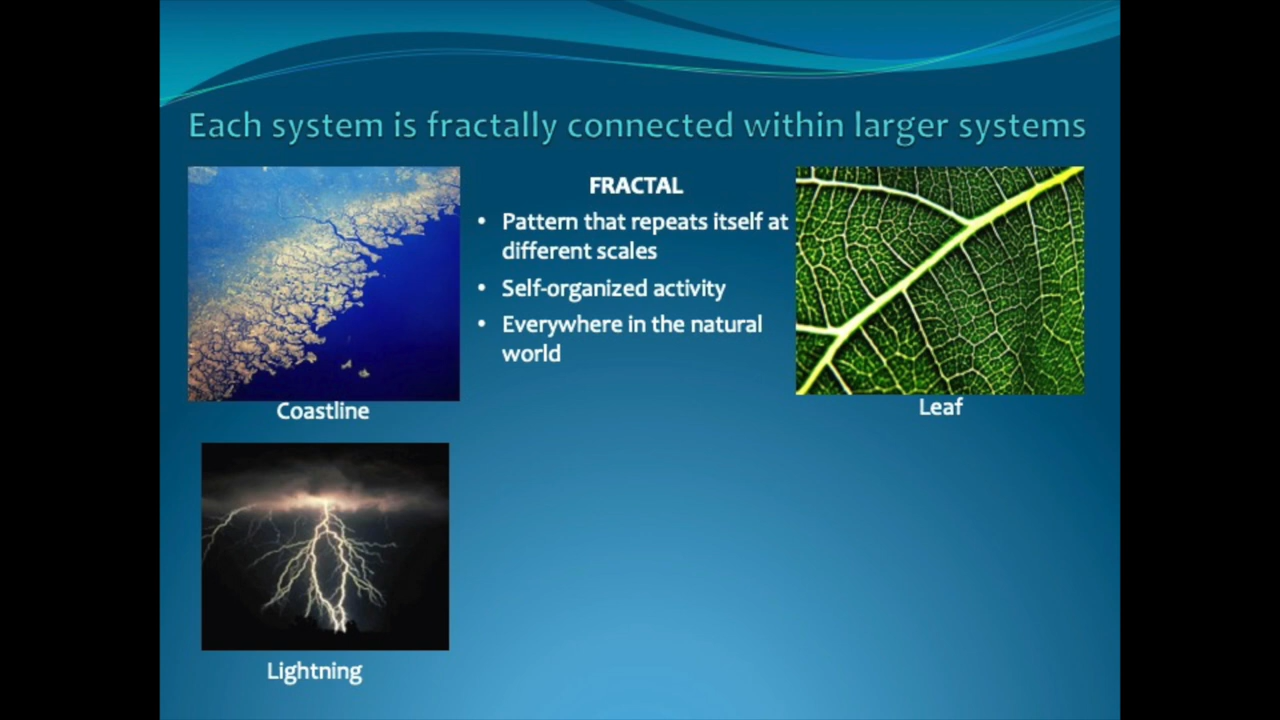 Each system is fractally connected within larger systems
FRACTAL
• Pattern that repeats itself at
different scales
• Self-organized activity
• Everywhere in the natural
world
Coastline
Leaf
Lightning